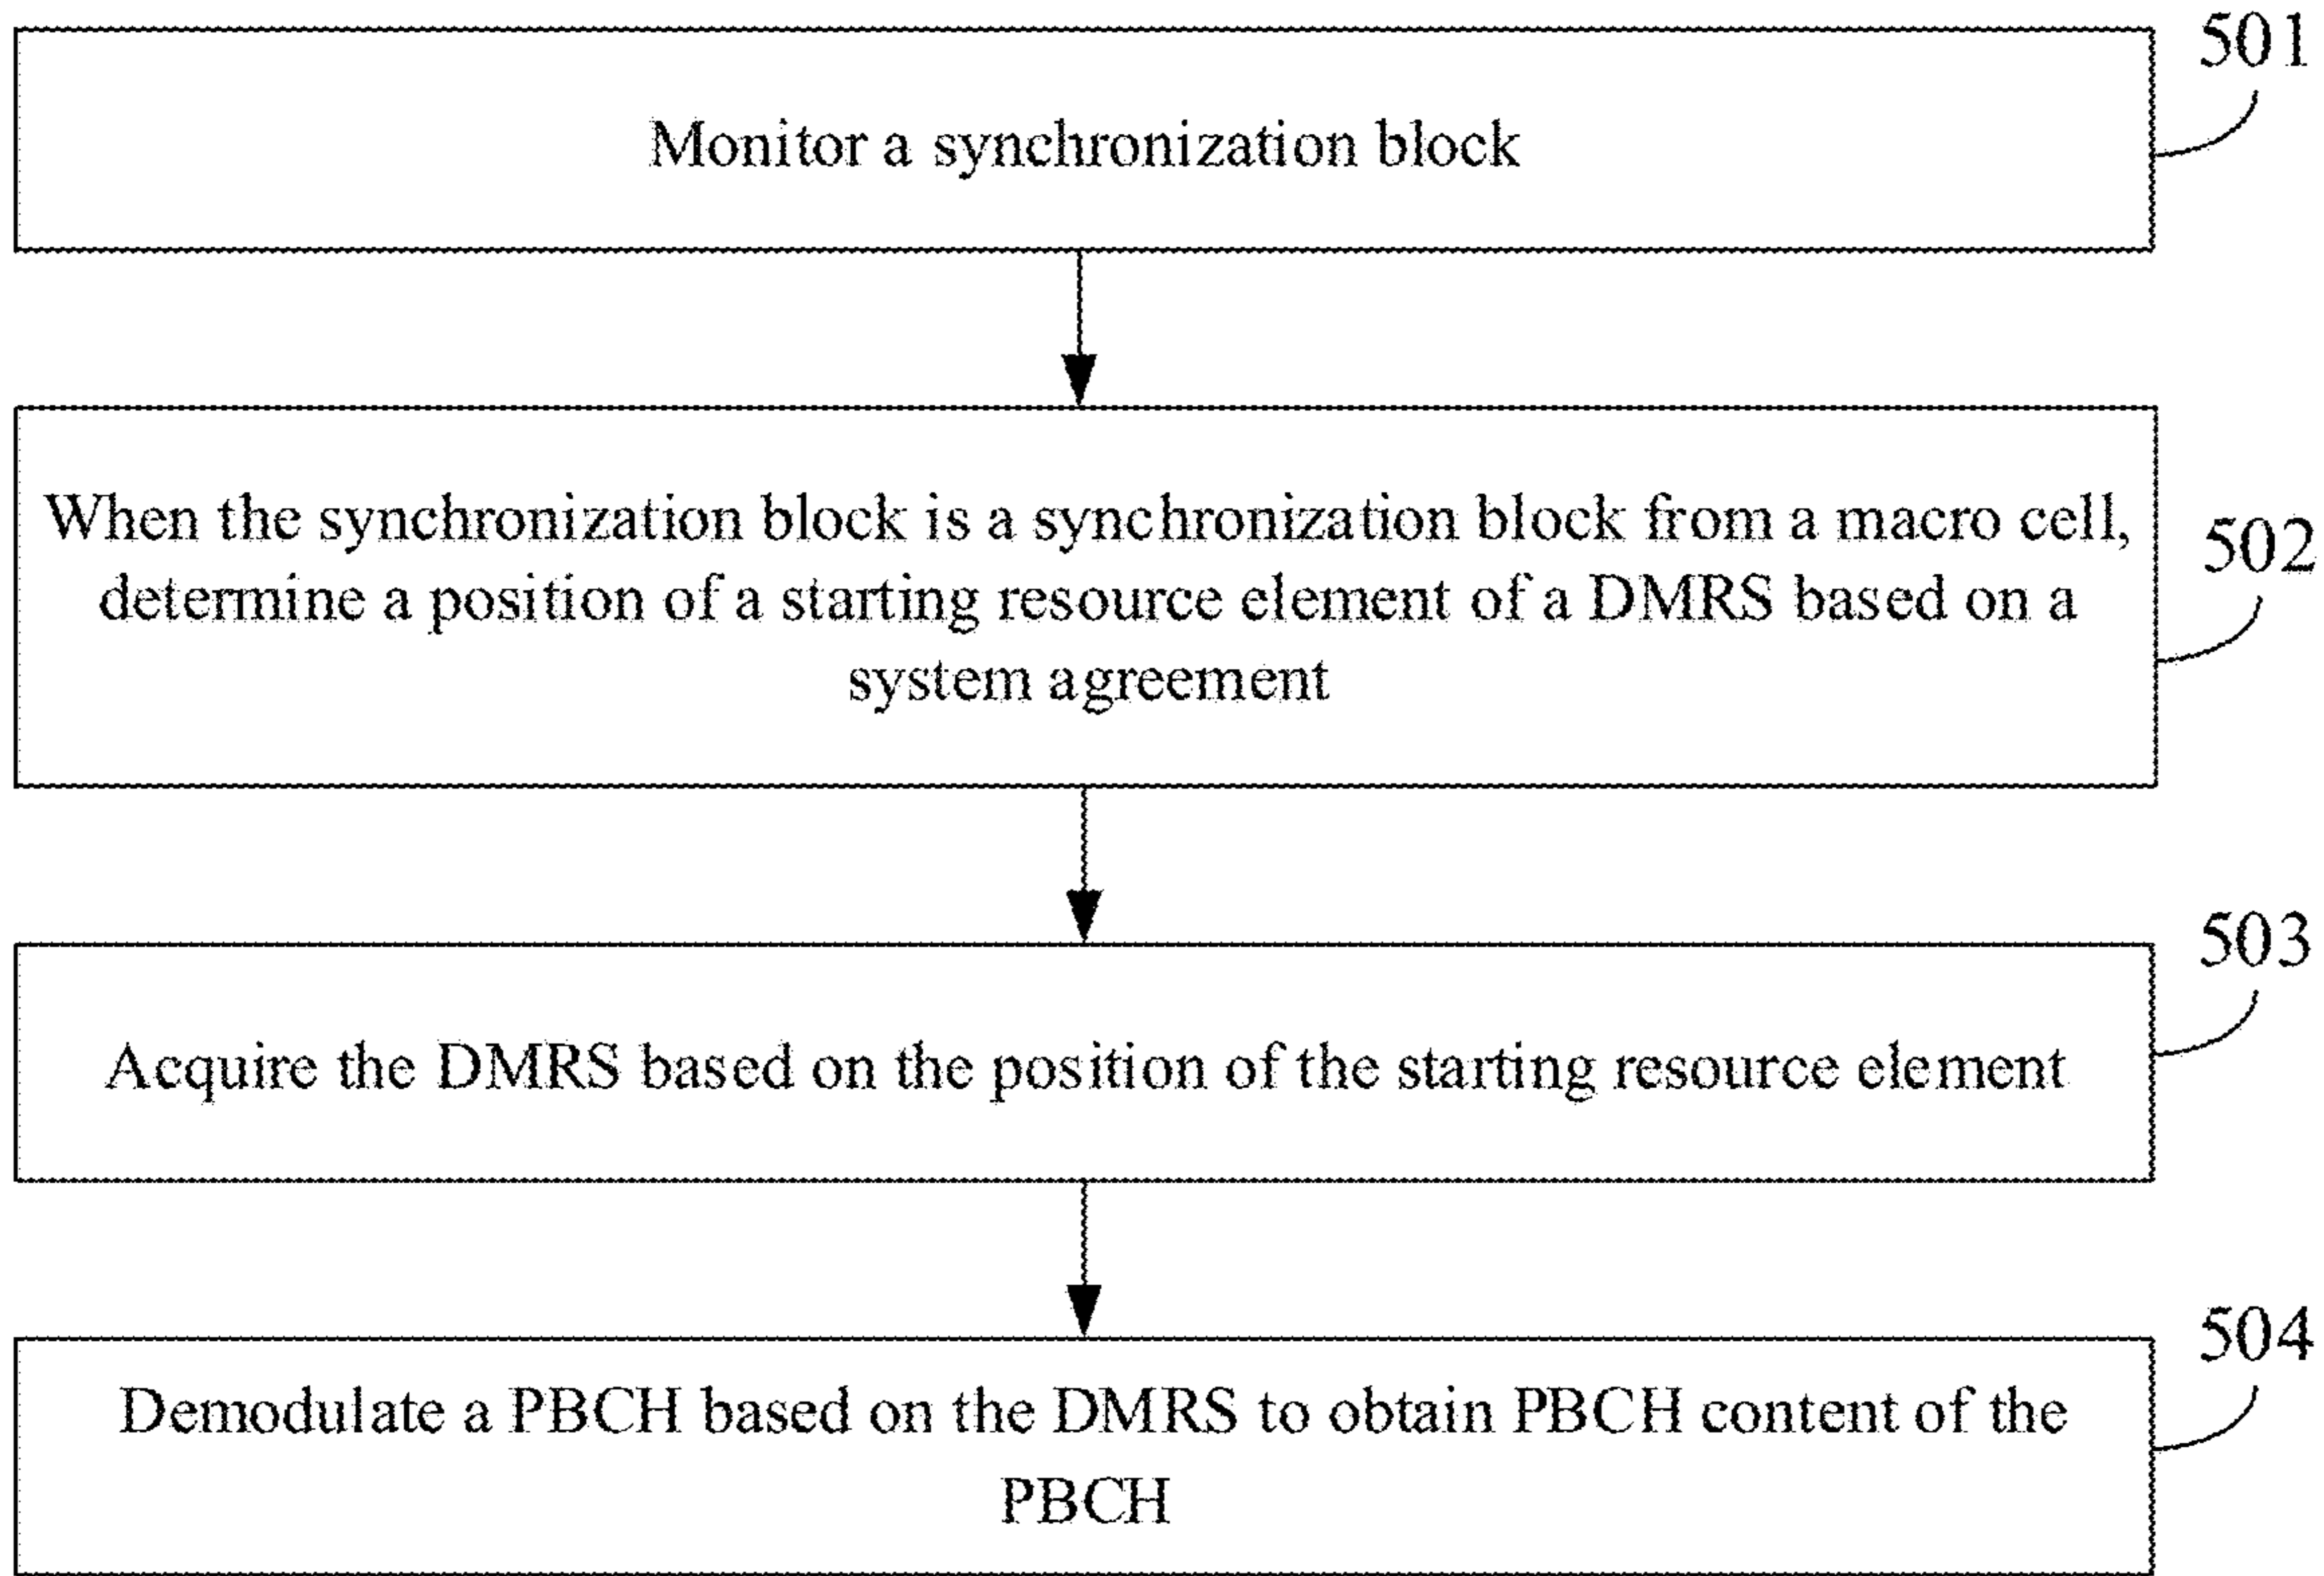 501
Monitor a synchronization block
When the synchronization block is a synchronization block from a macro cell,
determine a position of a starting resource element of a DMRS based on a
system agreement
502
503
Acquire the DMRS based on the position of the starting resource element
504
Demodulate a PBCH based on the DMRS to obtain PBCH content of the
PBCH